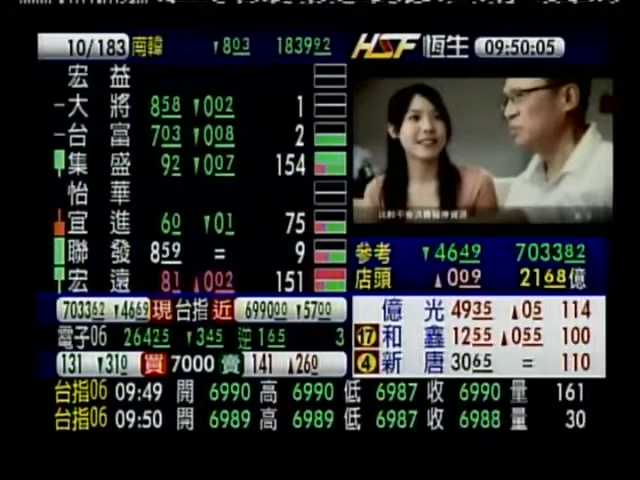 10/183 南韓 ▼803 183992 HSF 恆生 09:50:05
宏益
大將 858 ▼002 1
台富 703 ▼008 2
集盛 92 ▼007 154
怡華
宜進 60 ▼01 75
聯發 859 = 9
宏遠 81 ▲002 151
參考 ▼4649 703382
店頭 ▲009 2168億
703362 ▼4669 現 台指 近 699000 ▼5700
電子06 26425 ▼345 逆165 3
131 ▼310 買 7000 賣 141 ▲260
億光 4935 ▲05 114
17 和鑫 1255 ▲055 100
4 新唐 3065 = 110
台指06 09:49 開 6990 高 6990 低 6987 收 6990 量 161
台指06 09:50 開 6989 高 6989 低 6987 收 6988 量 30